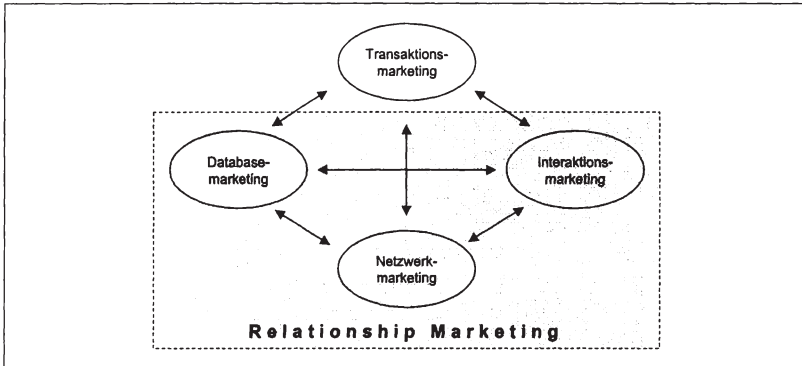 Transaktions-
marketing
Database-
marketing
Interaktions-
marketing
Netzwerk-
marketing
Relationship Marketing